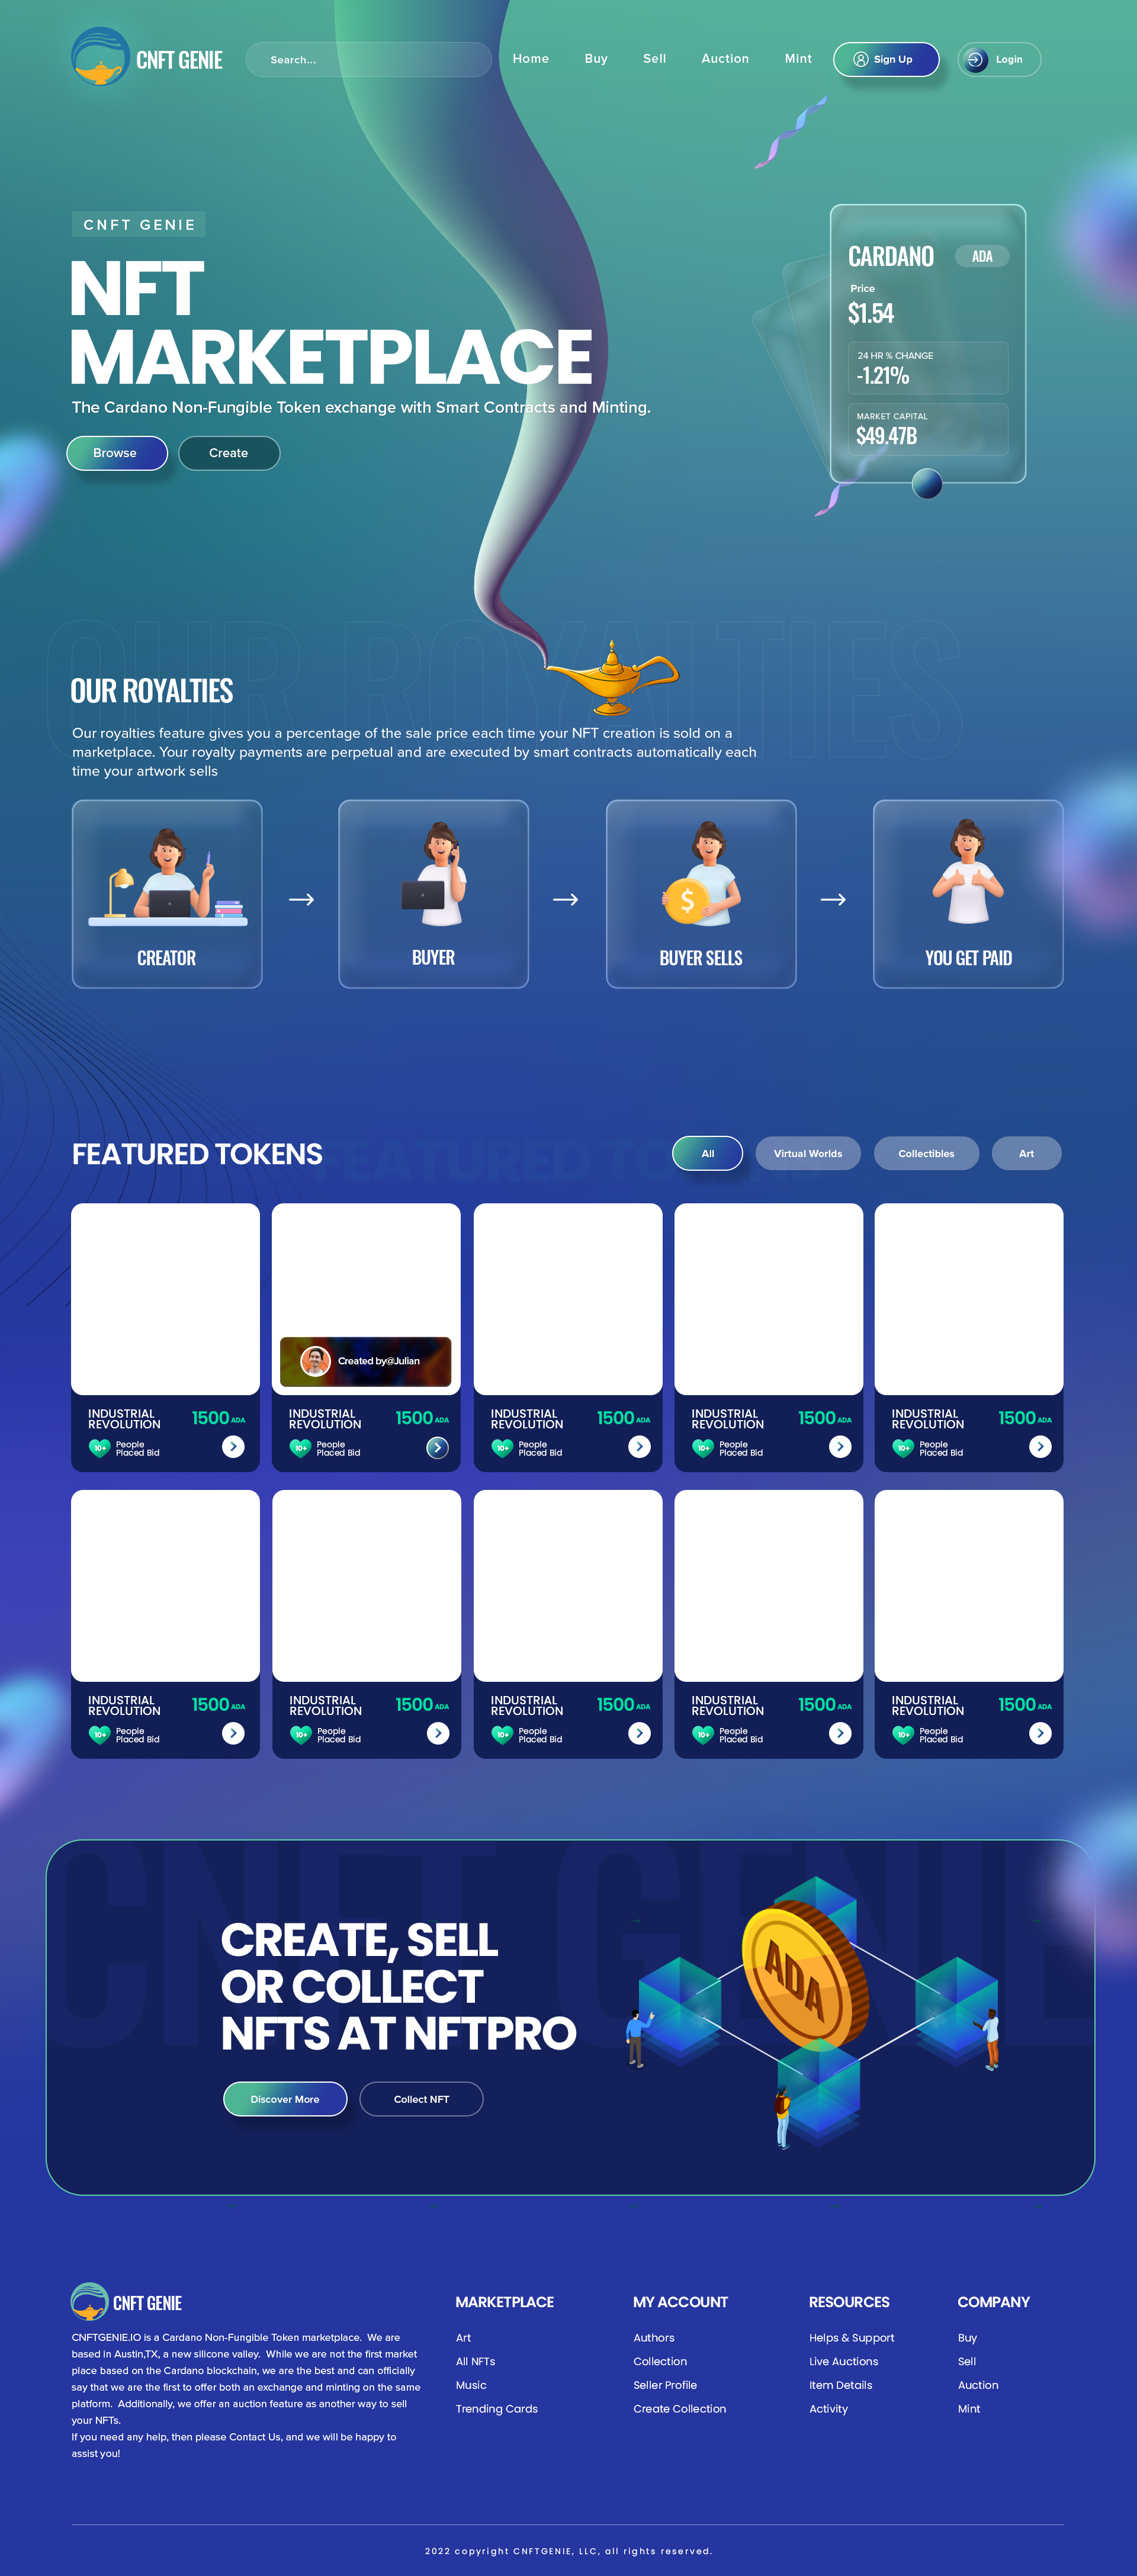 CNFT GENIE
Search...
Home
Buy
Sell
Auction
Mint
Sign Up
Login
CNFT GENIE
NFT
MARKETPLACE
The Cardano Non-Fungible Token exchange with Smart Contracts and Minting.
Browse
Create
CARDANO
ADA
Price
$1.54
24 HR % CHANGE
-1.21%
MARKET CAPITAL
$49.47B
OUR ROYALTIES
OUR ROYALTIES
Our royalties feature gives you a percentage of the sale price each time your NFT creation is sold on a
marketplace. Your royalty payments are perpetual and are executed by smart contracts automatically each
time your artwork sells
$
CREATOR
BUYER
BUYER SELLS
YOU GET PAID
FEATURED TOKENS
FEATURED TOKENS
All
Virtual Worlds
Collectibles
Art
Created by@Julian
INDUSTRIAL
REVOLUTION
1500 ADA
10+
People
Placed Bid
INDUSTRIAL
REVOLUTION
1500 ADA
10+
People
Placed Bid
INDUSTRIAL
REVOLUTION
1500 ADA
10+
People
Placed Bid
INDUSTRIAL
REVOLUTION
1500 ADA
10+
People
Placed Bid
INDUSTRIAL
REVOLUTION
1500 ADA
10+
People
Placed Bid
INDUSTRIAL
REVOLUTION
1500 ADA
10+
People
Placed Bid
INDUSTRIAL
REVOLUTION
1500 ADA
10+
People
Placed Bid
INDUSTRIAL
REVOLUTION
1500 ADA
10+
People
Placed Bid
INDUSTRIAL
REVOLUTION
1500 ADA
10+
People
Placed Bid
INDUSTRIAL
REVOLUTION
1500 ADA
10+
People
Placed Bid
CNFT GENIE
CREATE, SELL
OR COLLECT
NFTS AT NFTPRO
Discover More
Collect NFT
ADA
CNFT GENIE
CNFTGENIE.IO is a Cardano Non-Fungible Token marketplace.  We are
based in Austin,TX, a new silicone valley.  While we are not the first market
place based on the Cardano blockchain, we are the best and can officially
say that we are the first to offer both an exchange and minting on the same
platform.  Additionally, we offer an auction feature as another way to sell
your NFTs.
If you need any help, then please Contact Us, and we will be happy to
assist you!
MARKETPLACE
Art
All NFTs
Music
Trending Cards
MY ACCOUNT
Authors
Collection
Seller Profile
Create Collection
RESOURCES
Helps & Support
Live Auctions
Item Details
Activity
COMPANY
Buy
Sell
Auction
Mint
2022 copyright CNFTGENIE, LLC, all rights reserved.